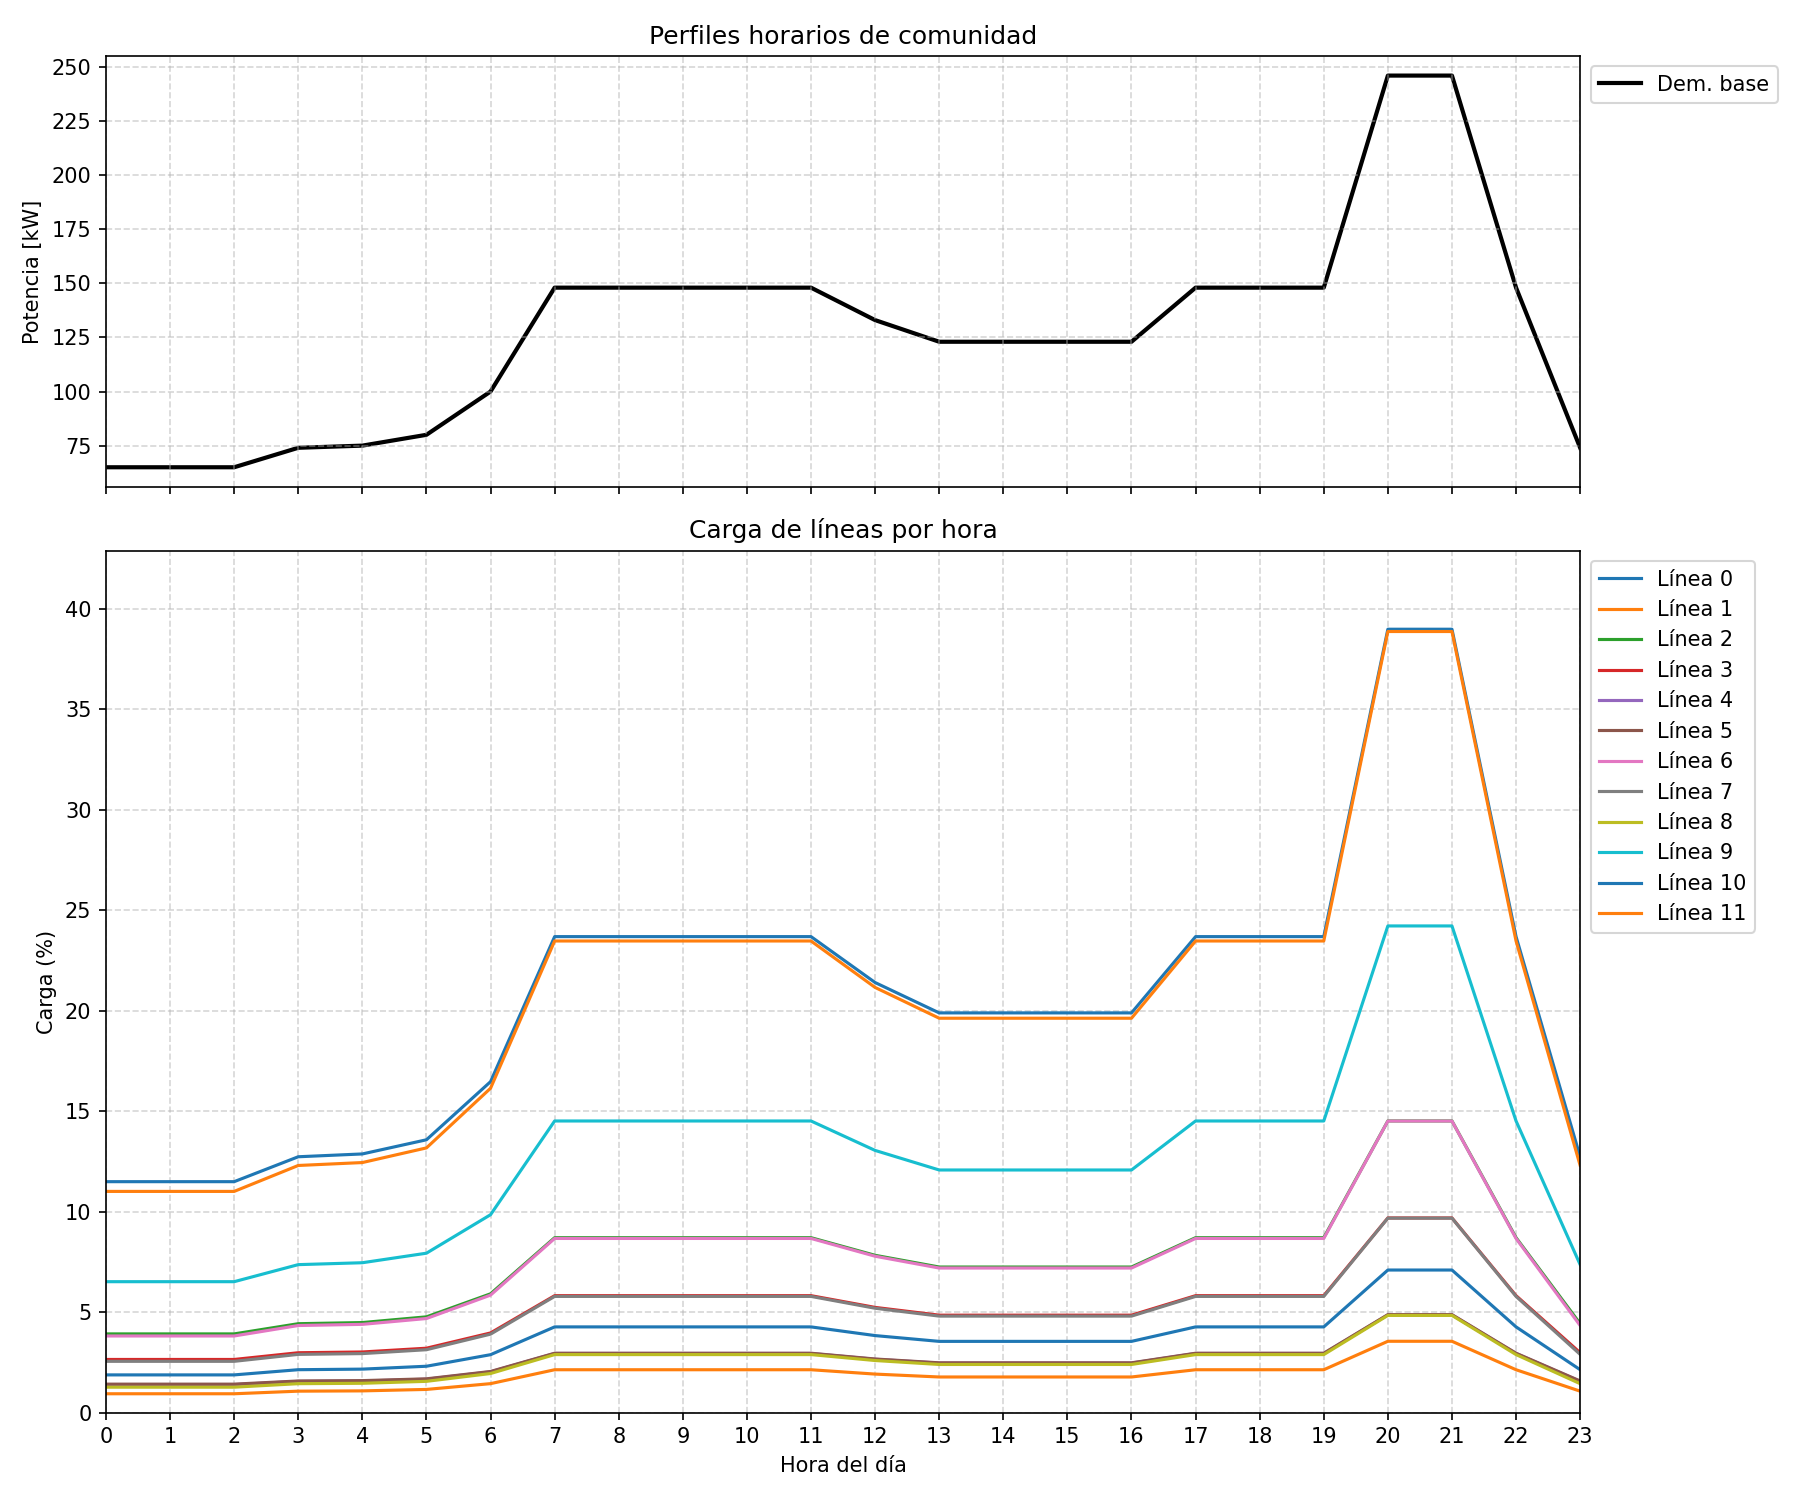 Perfiles horarios de comunidad
250
225
200
175
150
125
100
75
Potencia [kW]
Dem. base
Carga de líneas por hora
40
35
30
25
20
15
10
5
0
Carga (%)
0 1 2 3 4 5 6 7 8 9 10 11 12 13 14 15 16 17 18 19 20 21 22 23
Hora del día
Línea 0
Línea 1
Línea 2
Línea 3
Línea 4
Línea 5
Línea 6
Línea 7
Línea 8
Línea 9
Línea 10
Línea 11